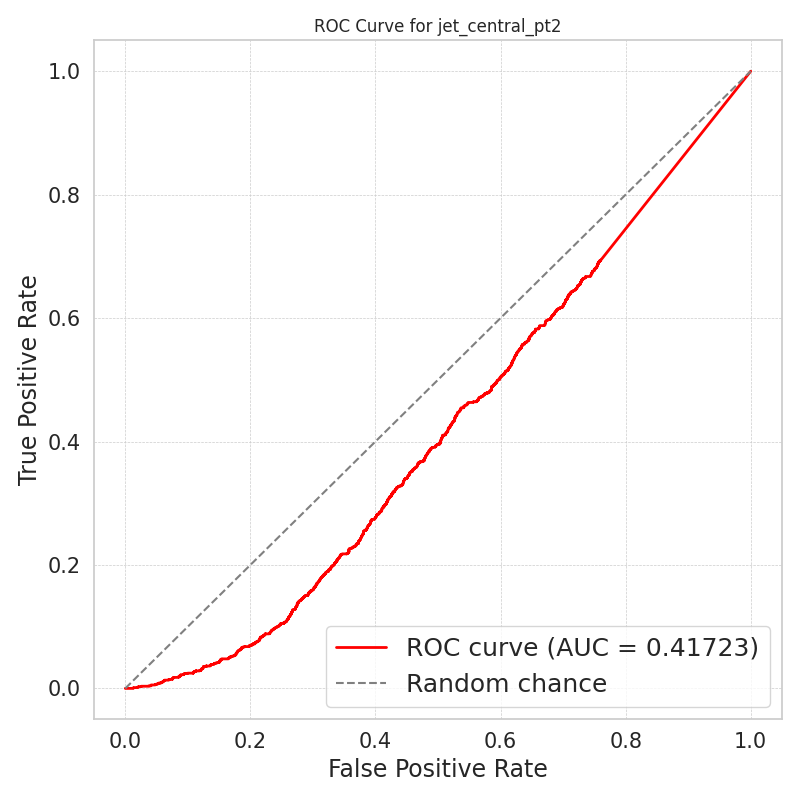 ROC Curve for jet_central_pt2
True Positive Rate
1.0
0.8
0.6
0.4
0.2
0.0
ROC curve (AUC = 0.41723)
Random chance
0.0 0.2 0.4 0.6 0.8 1.0
False Positive Rate